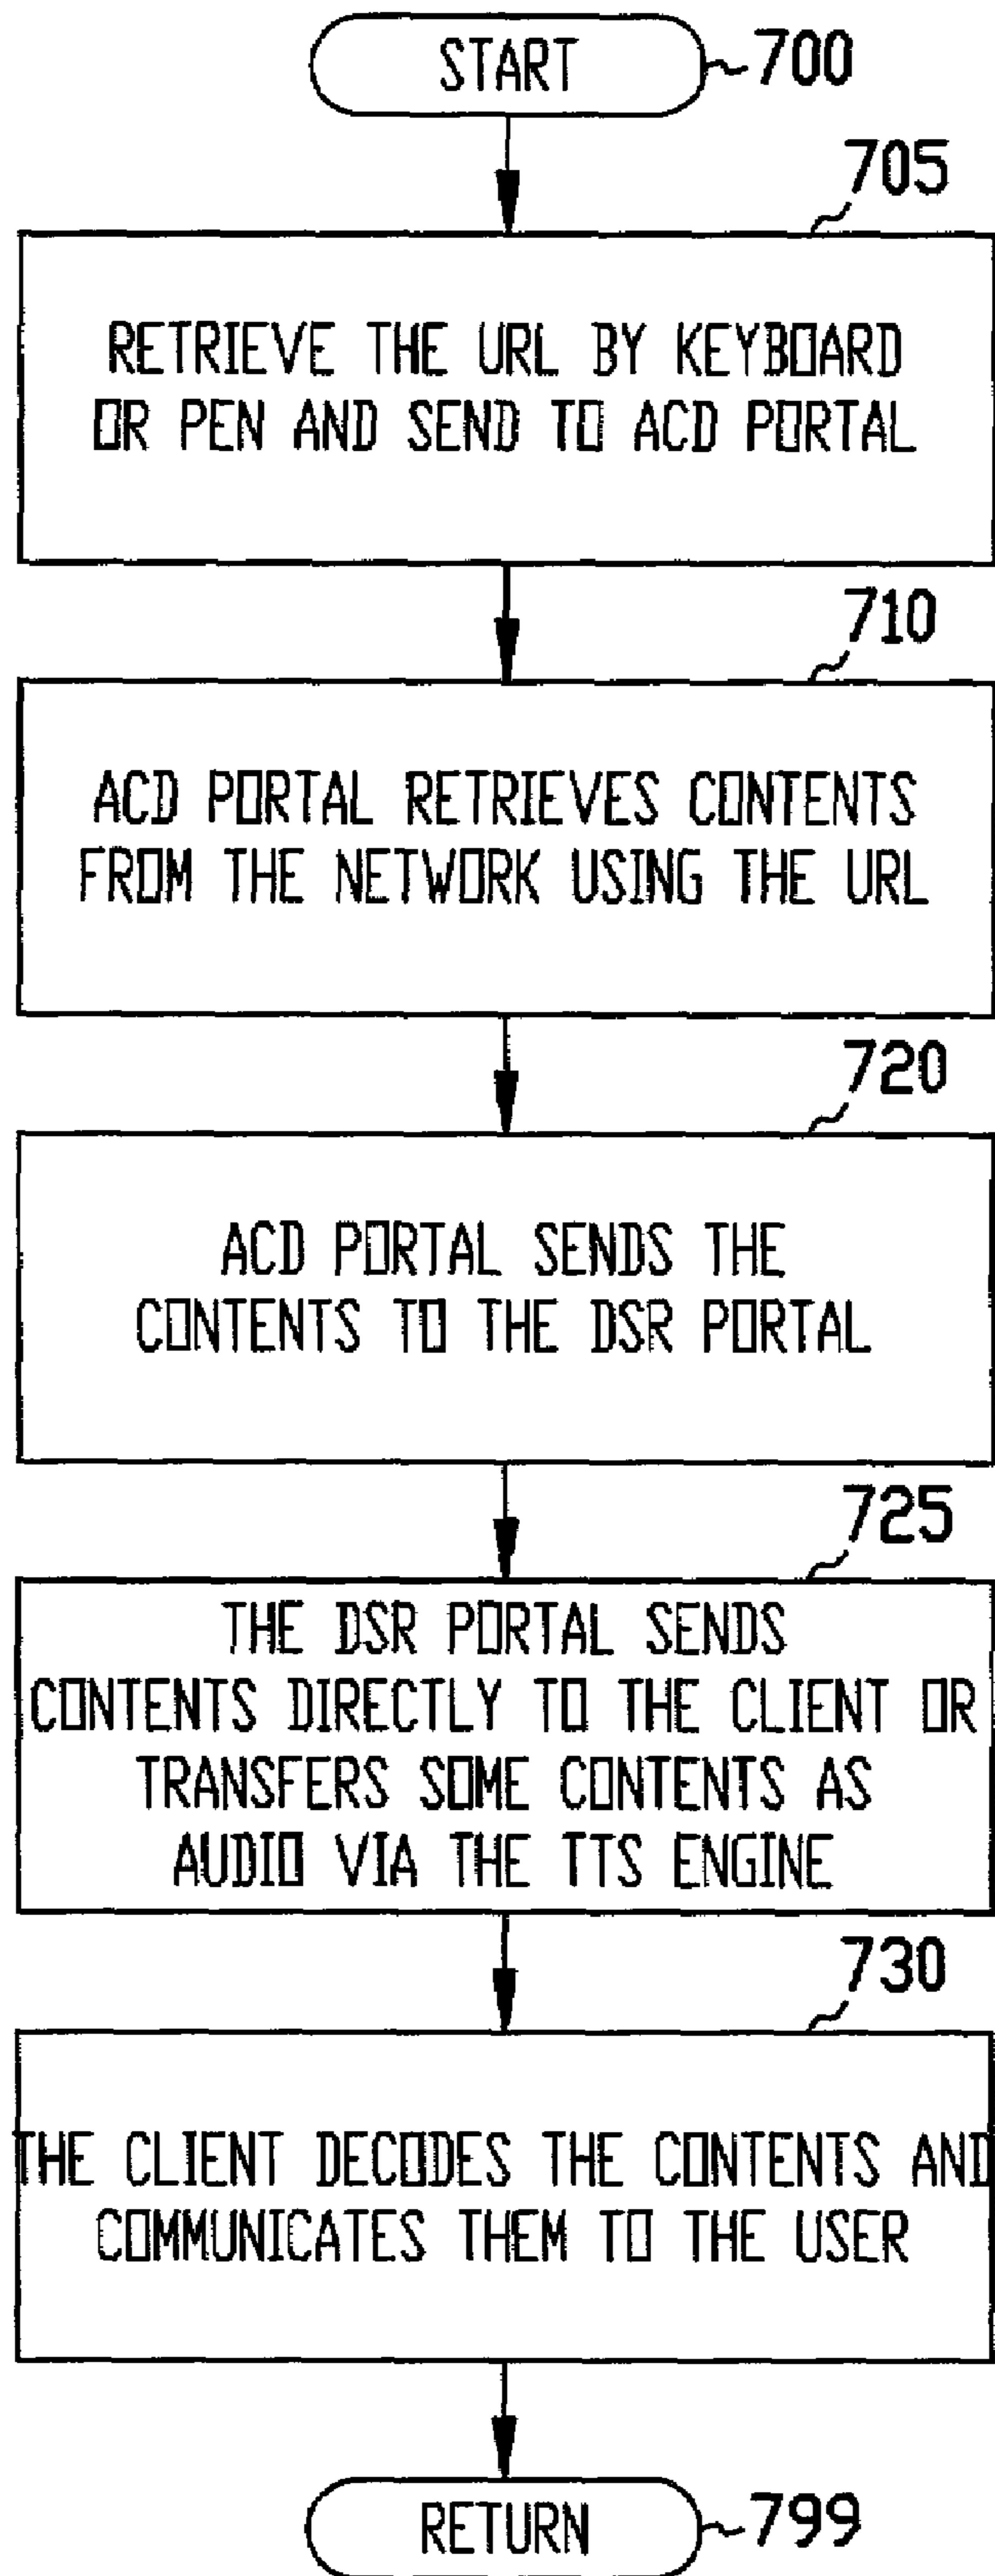 START
700
705
RETRIEVE THE URL BY KEYBOARD
OR PEN AND SEND TO ACD PORTAL
710
ACD PORTAL RETRIEVES CONTENTS
FROM THE NETWORK USING THE URL
720
ACD PORTAL SENDS THE
CONTENTS TO THE DSR PORTAL
725
THE DSR PORTAL SENDS
CONTENTS DIRECTLY TO THE CLIENT OR
TRANSFERS SOME CONTENTS AS
AUDIO VIA THE TTS ENGINE
730
THE CLIENT DECODES THE CONTENTS AND
COMMUNICATES THEM TO THE USER
RETURN
799